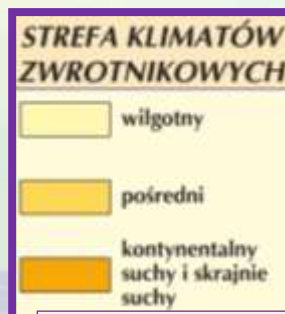 STREFA KLIMATÓW
ZWROTNIKOWYCH
wilgotny
pośredni
kontynentalny
suchy i skrajnie
suchy